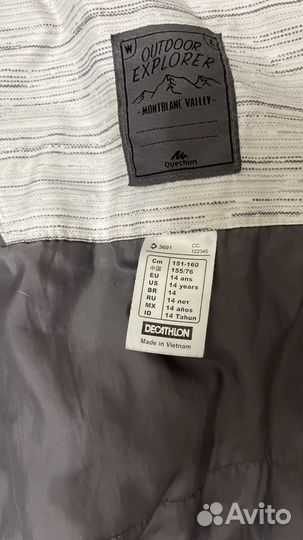 W E
OUTDOOR
EXPLORER
- MONTBLANC VALLEY -
Quechua
3691 CC:
122345
Cm 151-160
中国 155/76
EU 14 ans
US 14 years
BR 14
RU 14 лет
MX 14 años
ID 14 Tahun
DECATHLON
Made in Vietnam
Avito